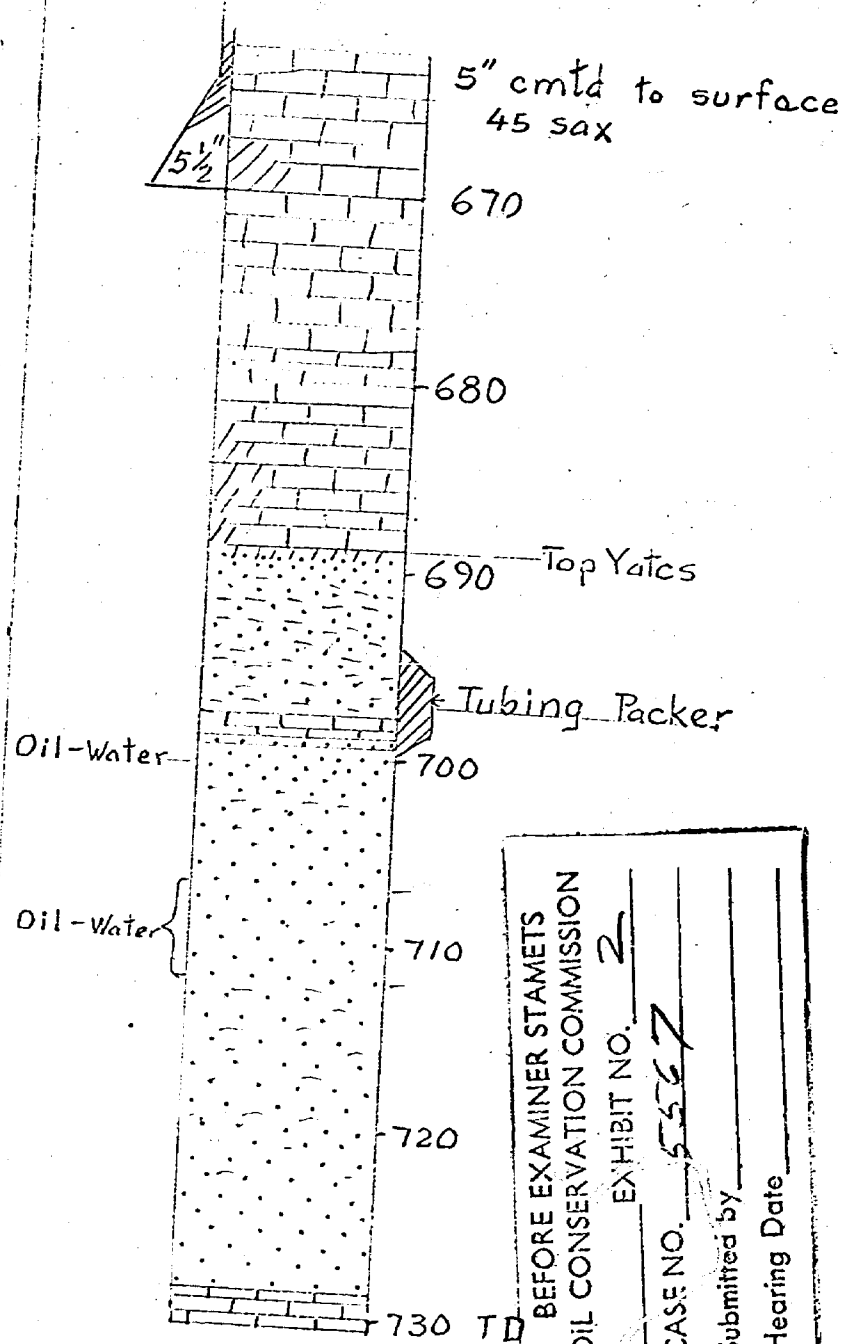 5" cmtd to surface
45 sax
5 1/2"
670
680
690
Top Yates
Tubing Packer
Oil-Water
700
Oil-Water
710
720
730 TD
BEFORE EXAMINER STAMETS
OIL CONSERVATION COMMISSION
EXHIBIT NO. 2
CASE NO. 5567
Submitted by
Hearing Date